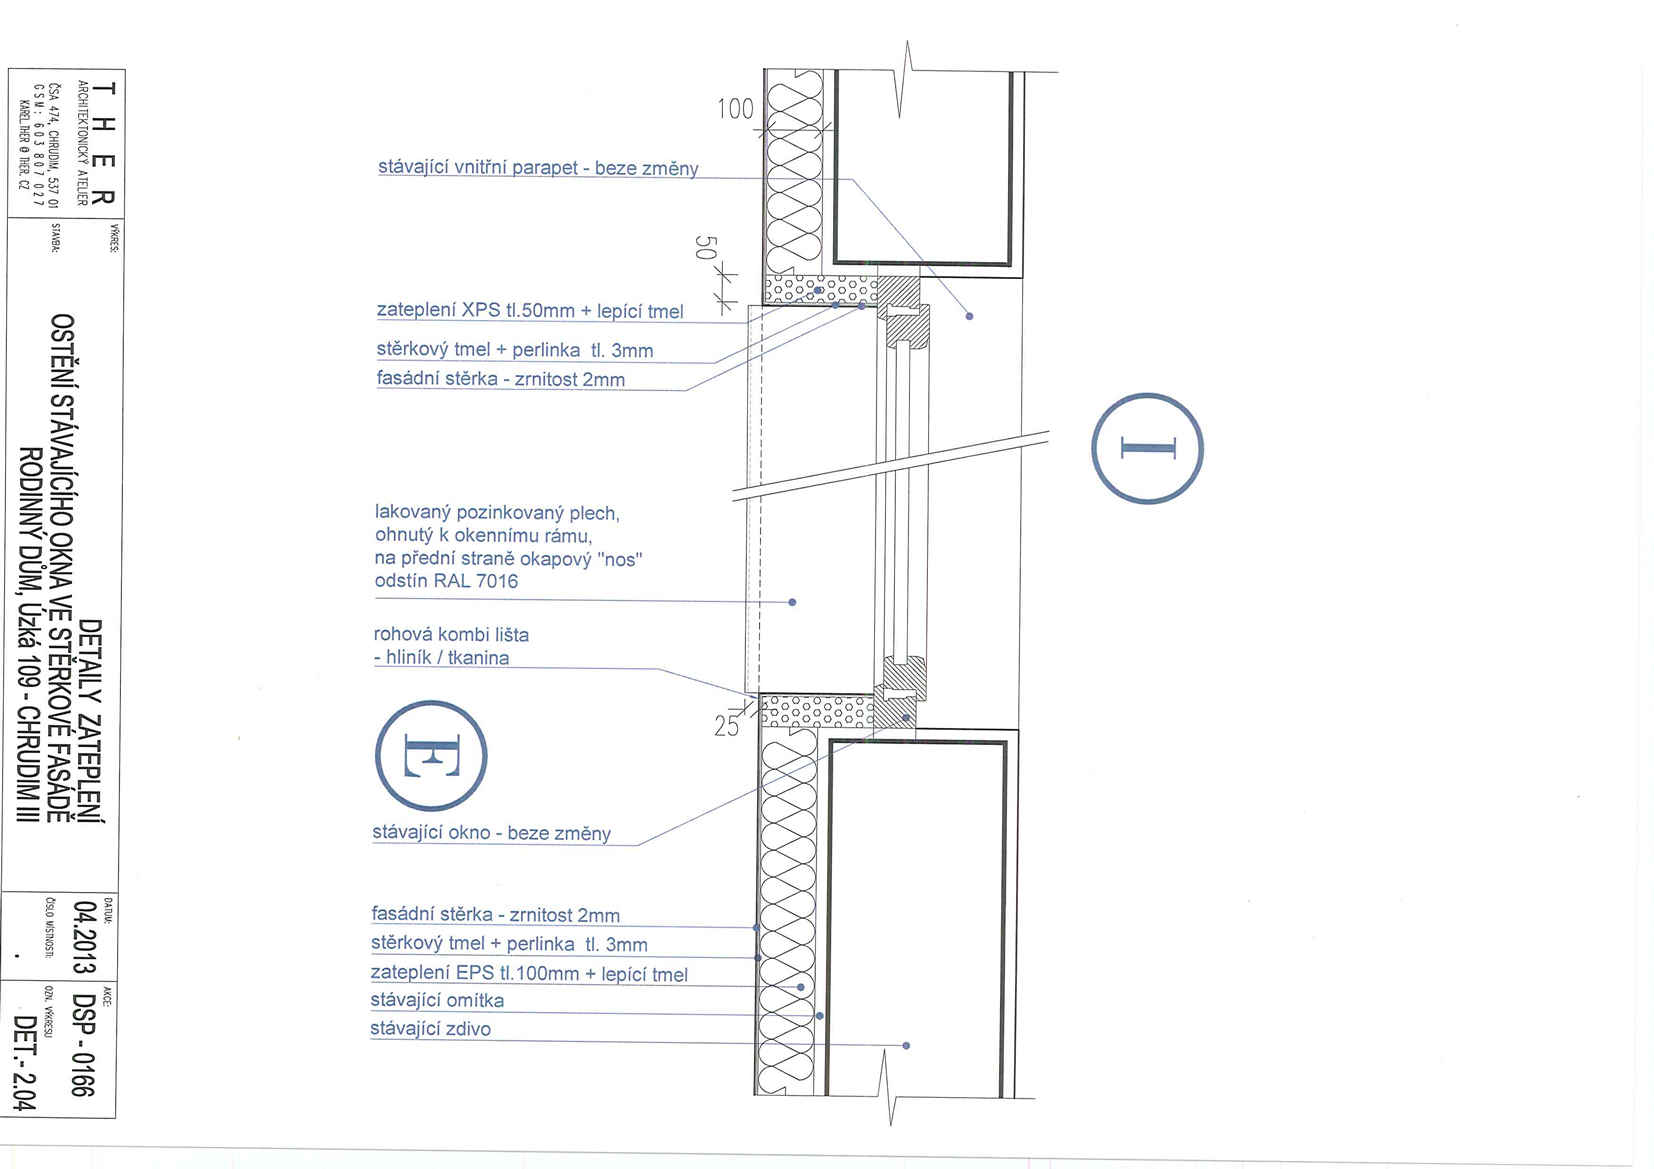 100
stávající vnitřní parapet - beze změny
50
zateplení XPS tl.50mm + lepící tmel
stěrkový tmel + perlinka tl. 3mm
fasádní stěrka - zrnitost 2mm
I
lakovaný pozinkovaný plech,
ohnutý k okennímu rámu,
na přední straně okapový "nos"
odstín RAL 7016
rohová kombi lišta
- hliník / tkanina
25
E
stávající okno - beze změny
fasádní stěrka - zrnitost 2mm
stěrkový tmel + perlinka tl. 3mm
zateplení EPS tl.100mm + lepící tmel
stávající omítka
stávající zdivo
THER
ARCHITEKTONICKÝ ATELIER
ČSA 474, CHRUDIM, 537 01
GSM: 603 807 027
KAREL.THER @ THER.CZ
VÝKRES:
DETAILY ZATEPLENÍ
OSTĚNÍ STÁVAJÍCÍHO OKNA VE STĚRKOVÉ FASÁDĚ
STAVBA:
RODINNÝ DŮM, Úzká 109 - CHRUDIM III
DATUM:
04.2013
ČÍSLO MÍSTNOSTI:
.
AKCE:
DSP - 0166
OZN. VÝKRESU
DET.- 2.04